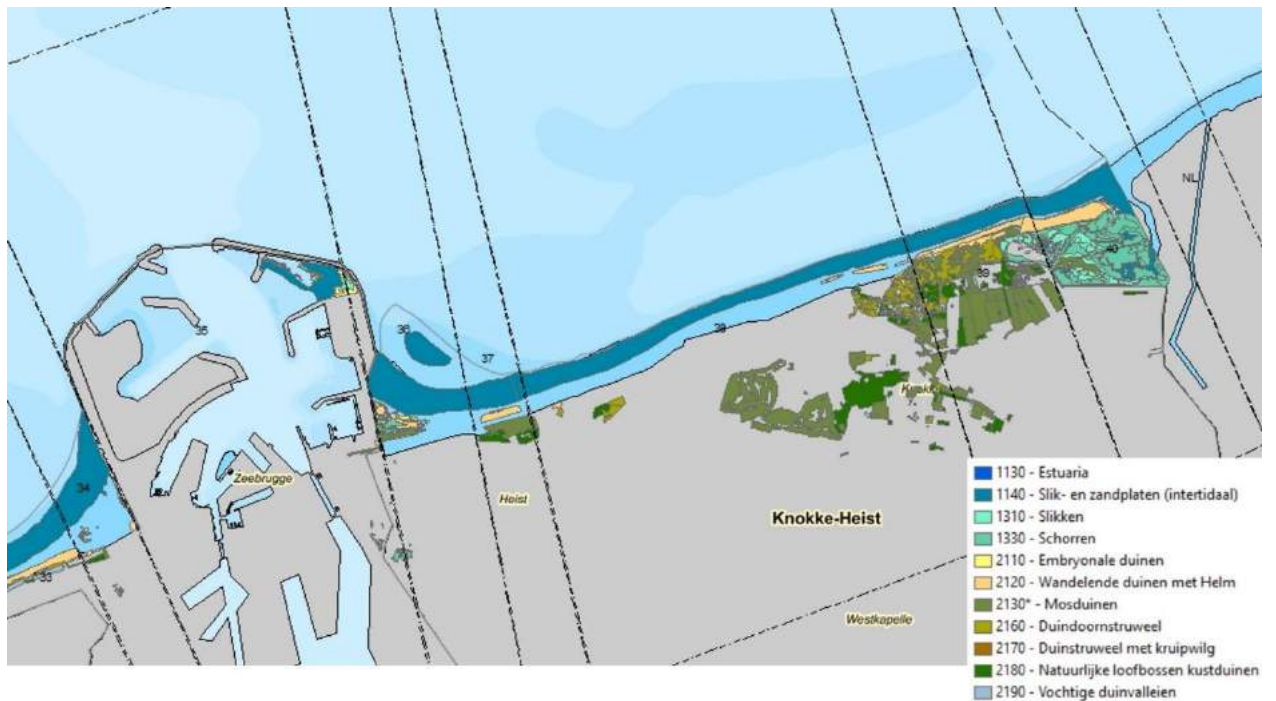 NL
40
39
38
35
36
37
34
33
Knokke
Zeebrugge
Heist
Knokke-Heist
Westkapelle
1130 - Estuaria
1140 - Slik- en zandplaten (intertidaal)
1310 - Slikken
1330 - Schorren
2110 - Embryonale duinen
2120 - Wandelende duinen met Helm
2130* - Mosduinen
2160 - Duindoornstruweel
2170 - Duinstruweel met kruipwilg
2180 - Natuurlijke loofbossen kustduinen
2190 - Vochtige duinvalleien